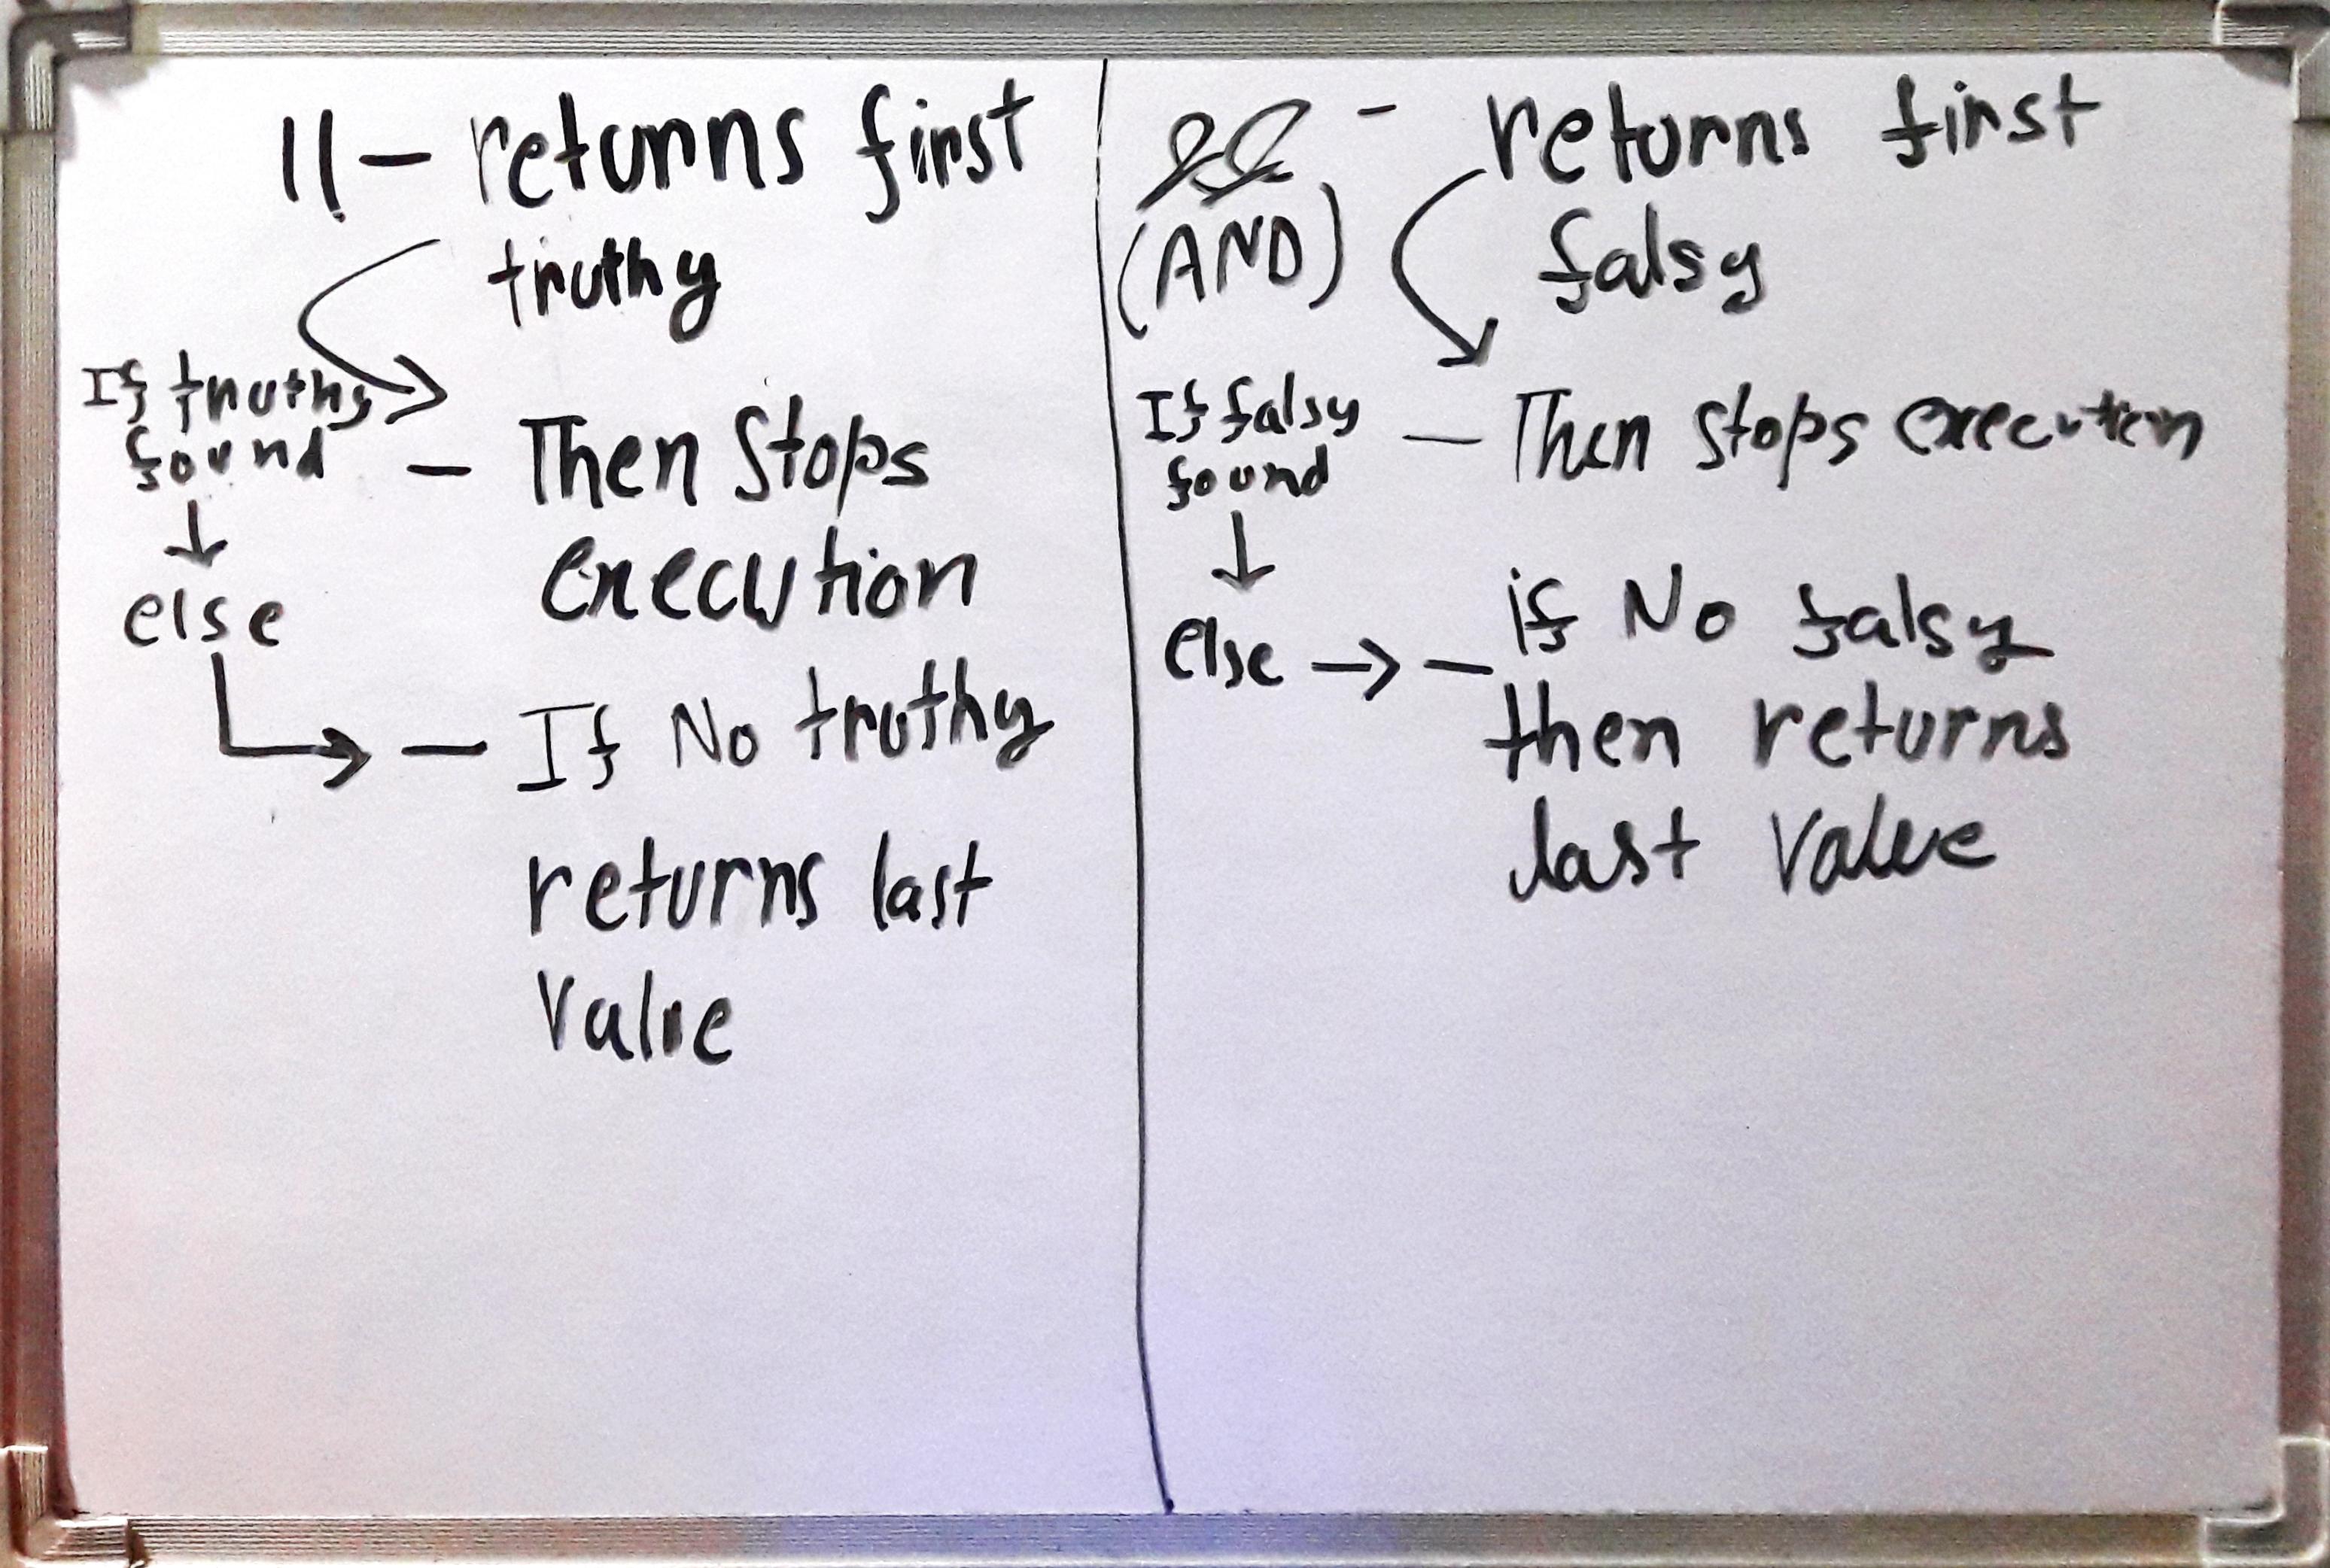 || - returns first
truthy
If truthy
found
- Then Stops
execution
↓
else
→ - If No truthy
returns last
Value
&& - returns first
(AND)
falsy
If falsy
found
- Then stops execution
↓
else → - if No falsy
then returns
last Value